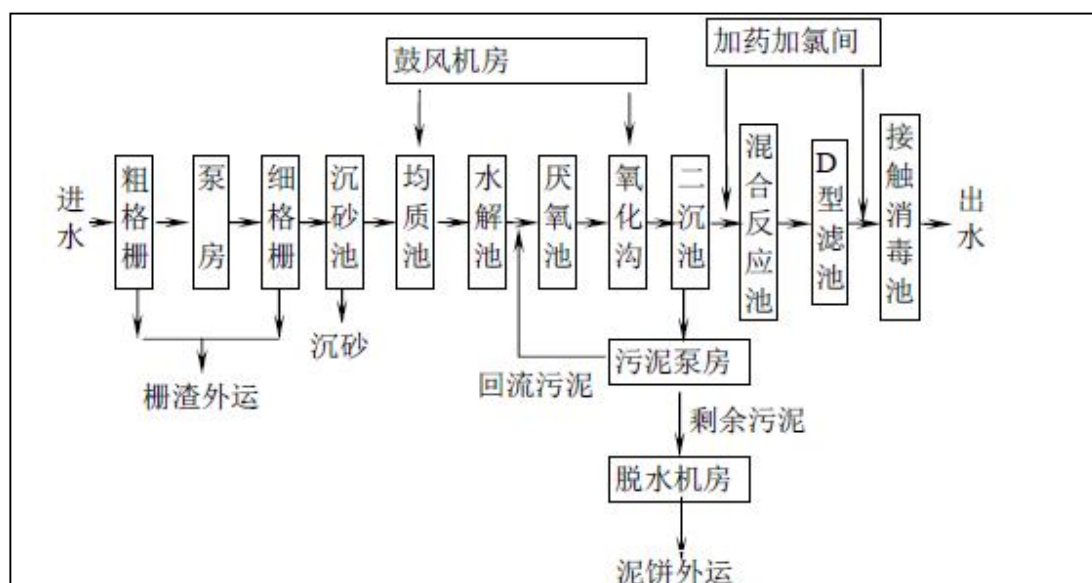 加药加氯间
鼓风机房
进水
粗格栅
泵房
细格栅
沉砂池
均质池
水解池
厌氧池
氧化沟
二沉池
混合反应池
D型滤池
接触消毒池
出水
沉砂
栅渣外运
回流污泥
污泥泵房
剩余污泥
脱水机房
泥饼外运